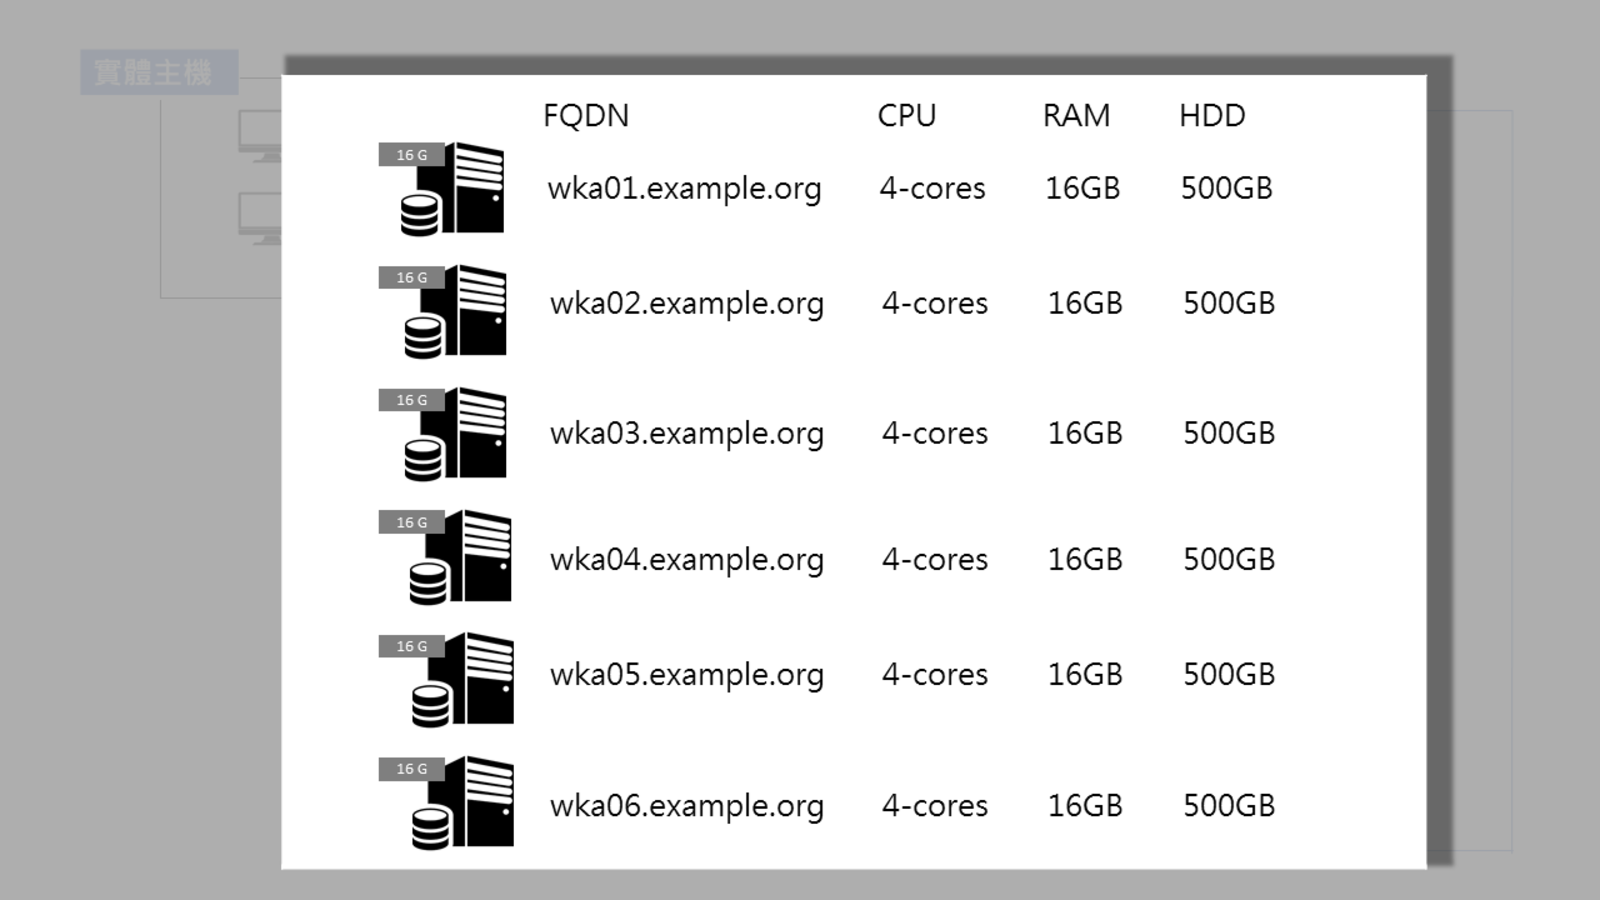 實體主機
FQDN CPU RAM HDD
16 G
wka01.example.org 4-cores 16GB 500GB
16 G
wka02.example.org 4-cores 16GB 500GB
16 G
wka03.example.org 4-cores 16GB 500GB
16 G
wka04.example.org 4-cores 16GB 500GB
16 G
wka05.example.org 4-cores 16GB 500GB
16 G
wka06.example.org 4-cores 16GB 500GB